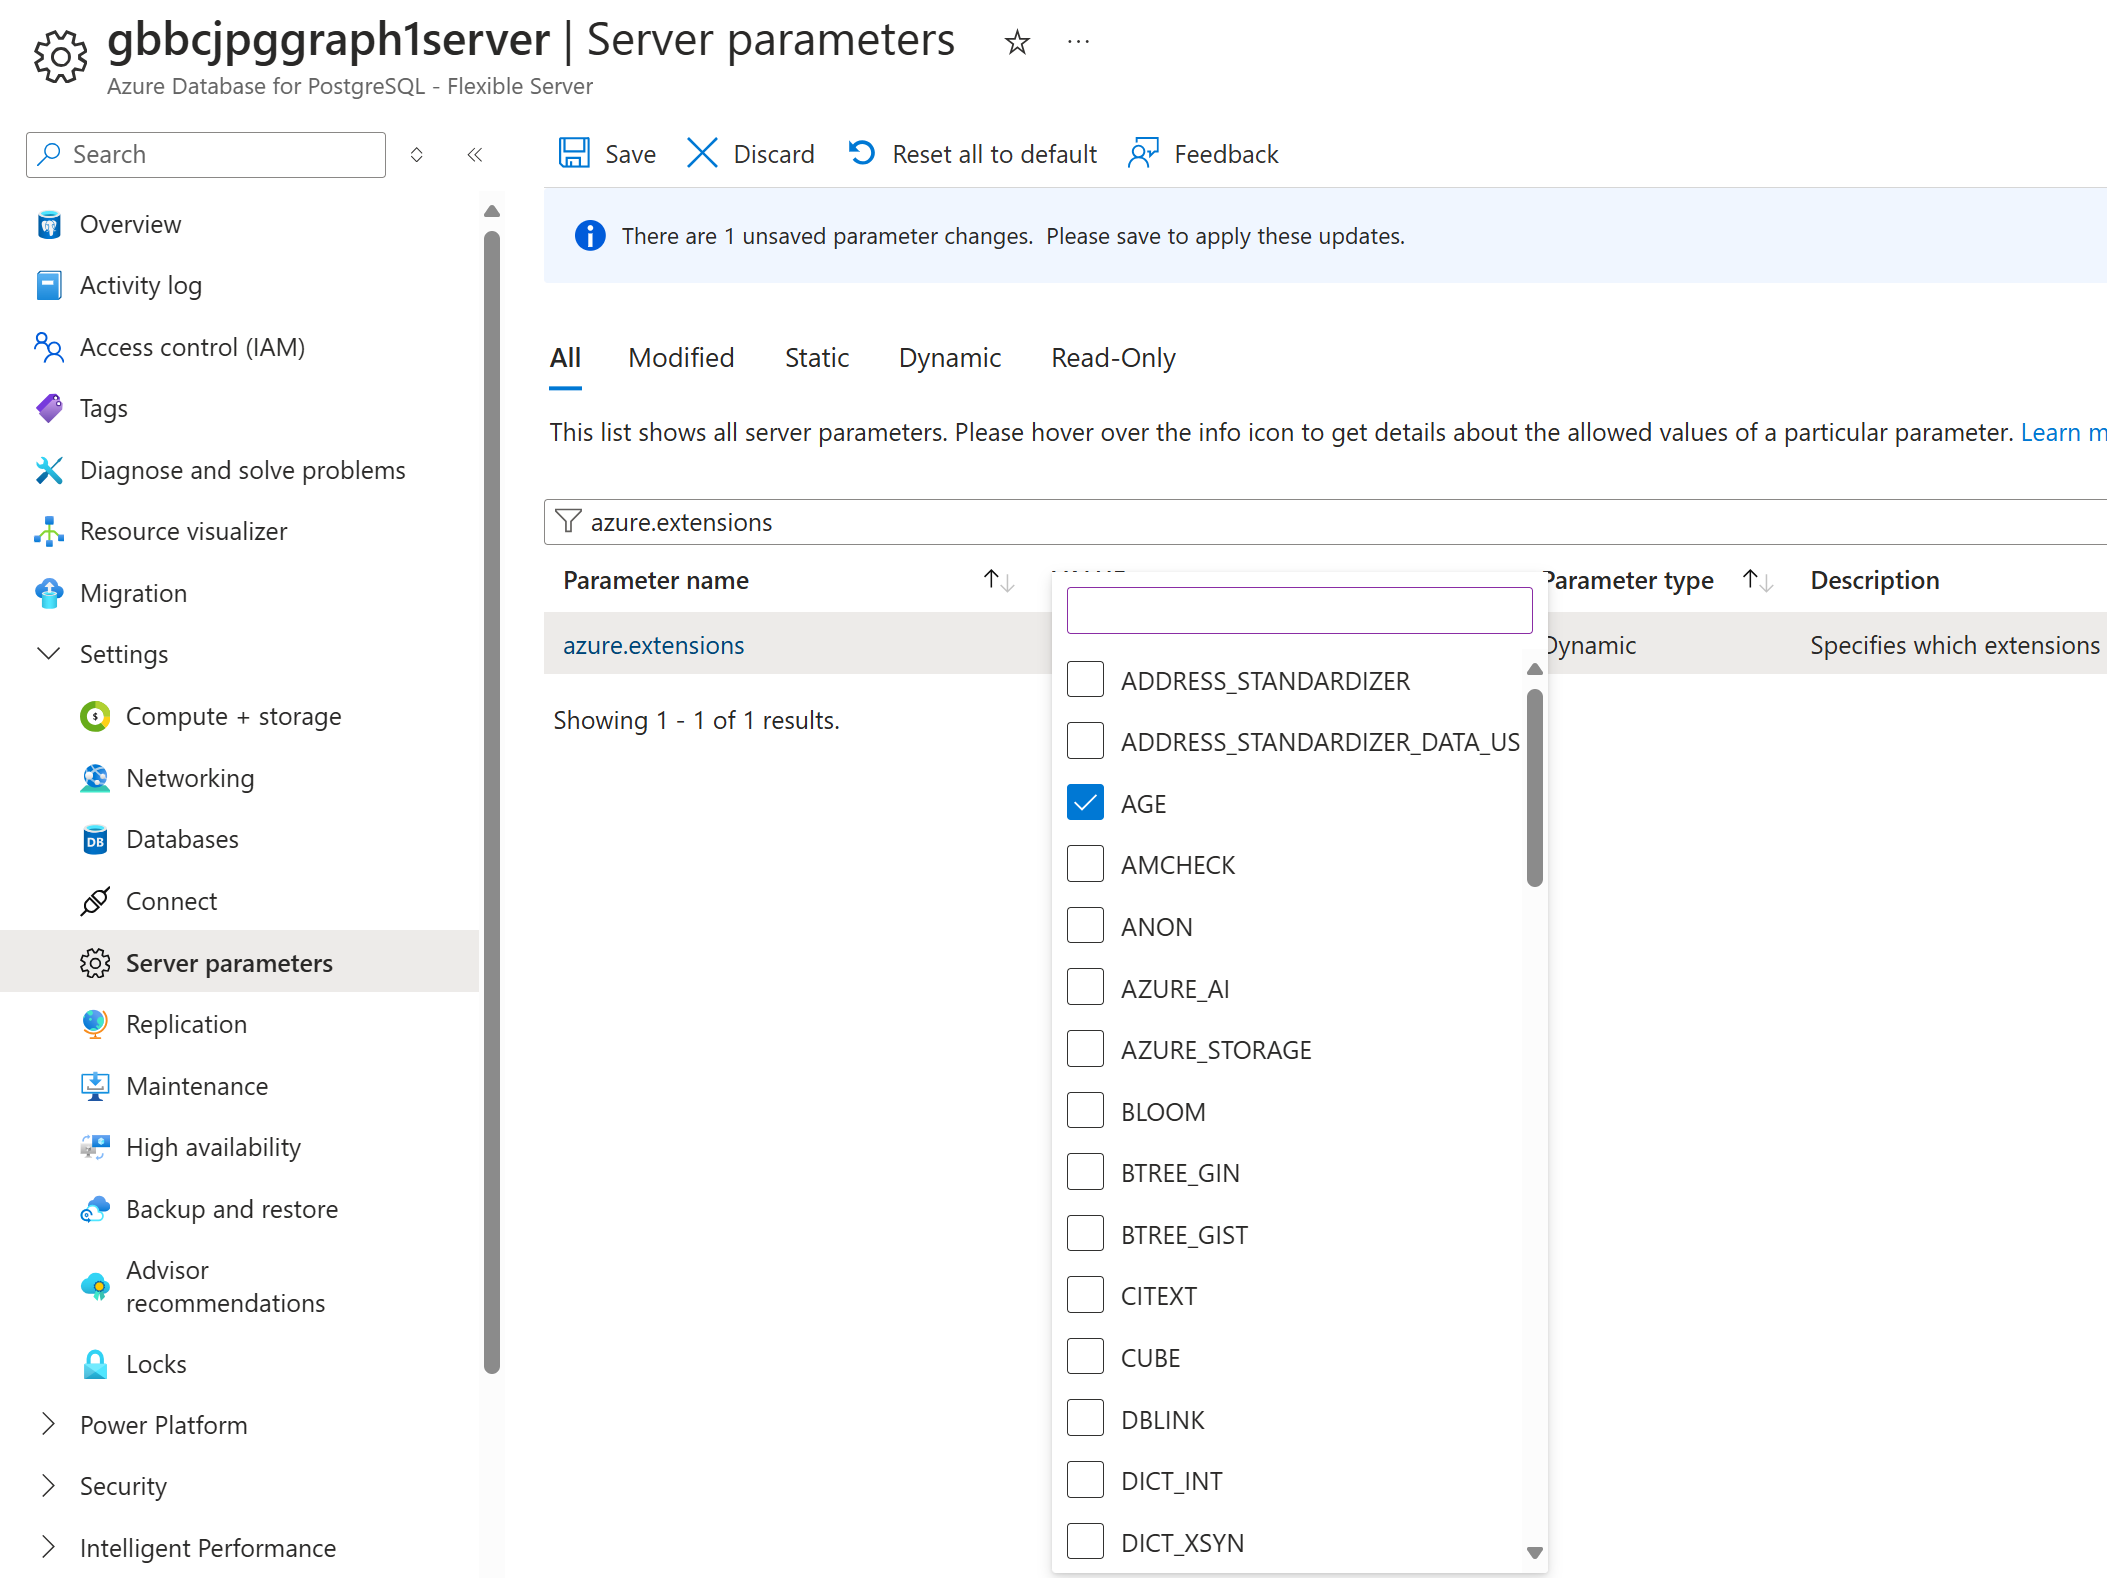 gbbcjpggraph1server | Server parameters
Azure Database for PostgreSQL - Flexible Server
Search
Save
Discard
Reset all to default
Feedback
There are 1 unsaved parameter changes. Please save to apply these updates.
Overview
Activity log
Access control (IAM)
Tags
Diagnose and solve problems
Resource visualizer
Migration
Settings
Compute + storage
Networking
Databases
Connect
Server parameters
Replication
Maintenance
High availability
Backup and restore
Advisor
recommendations
Locks
Power Platform
Security
Intelligent Performance
All
Modified
Static
Dynamic
Read-Only
This list shows all server parameters. Please hover over the info icon to get details about the allowed values of a particular parameter. Learn m
azure.extensions
Parameter name
Parameter type
Description
azure.extensions
Dynamic
Specifies which extensions
Showing 1 - 1 of 1 results.
ADDRESS_STANDARDIZER
ADDRESS_STANDARDIZER_DATA_US
AGE
AMCHECK
ANON
AZURE_AI
AZURE_STORAGE
BLOOM
BTREE_GIN
BTREE_GIST
CITEXT
CUBE
DBLINK
DICT_INT
DICT_XSYN